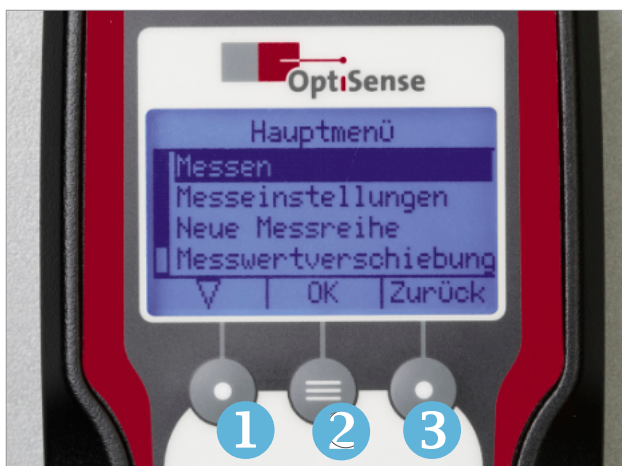 OptiSense
Hauptmenü
Messen
Messeinstellungen
Neue Messreihe
Messwertverschiebung
OK Zurück
1 2 3